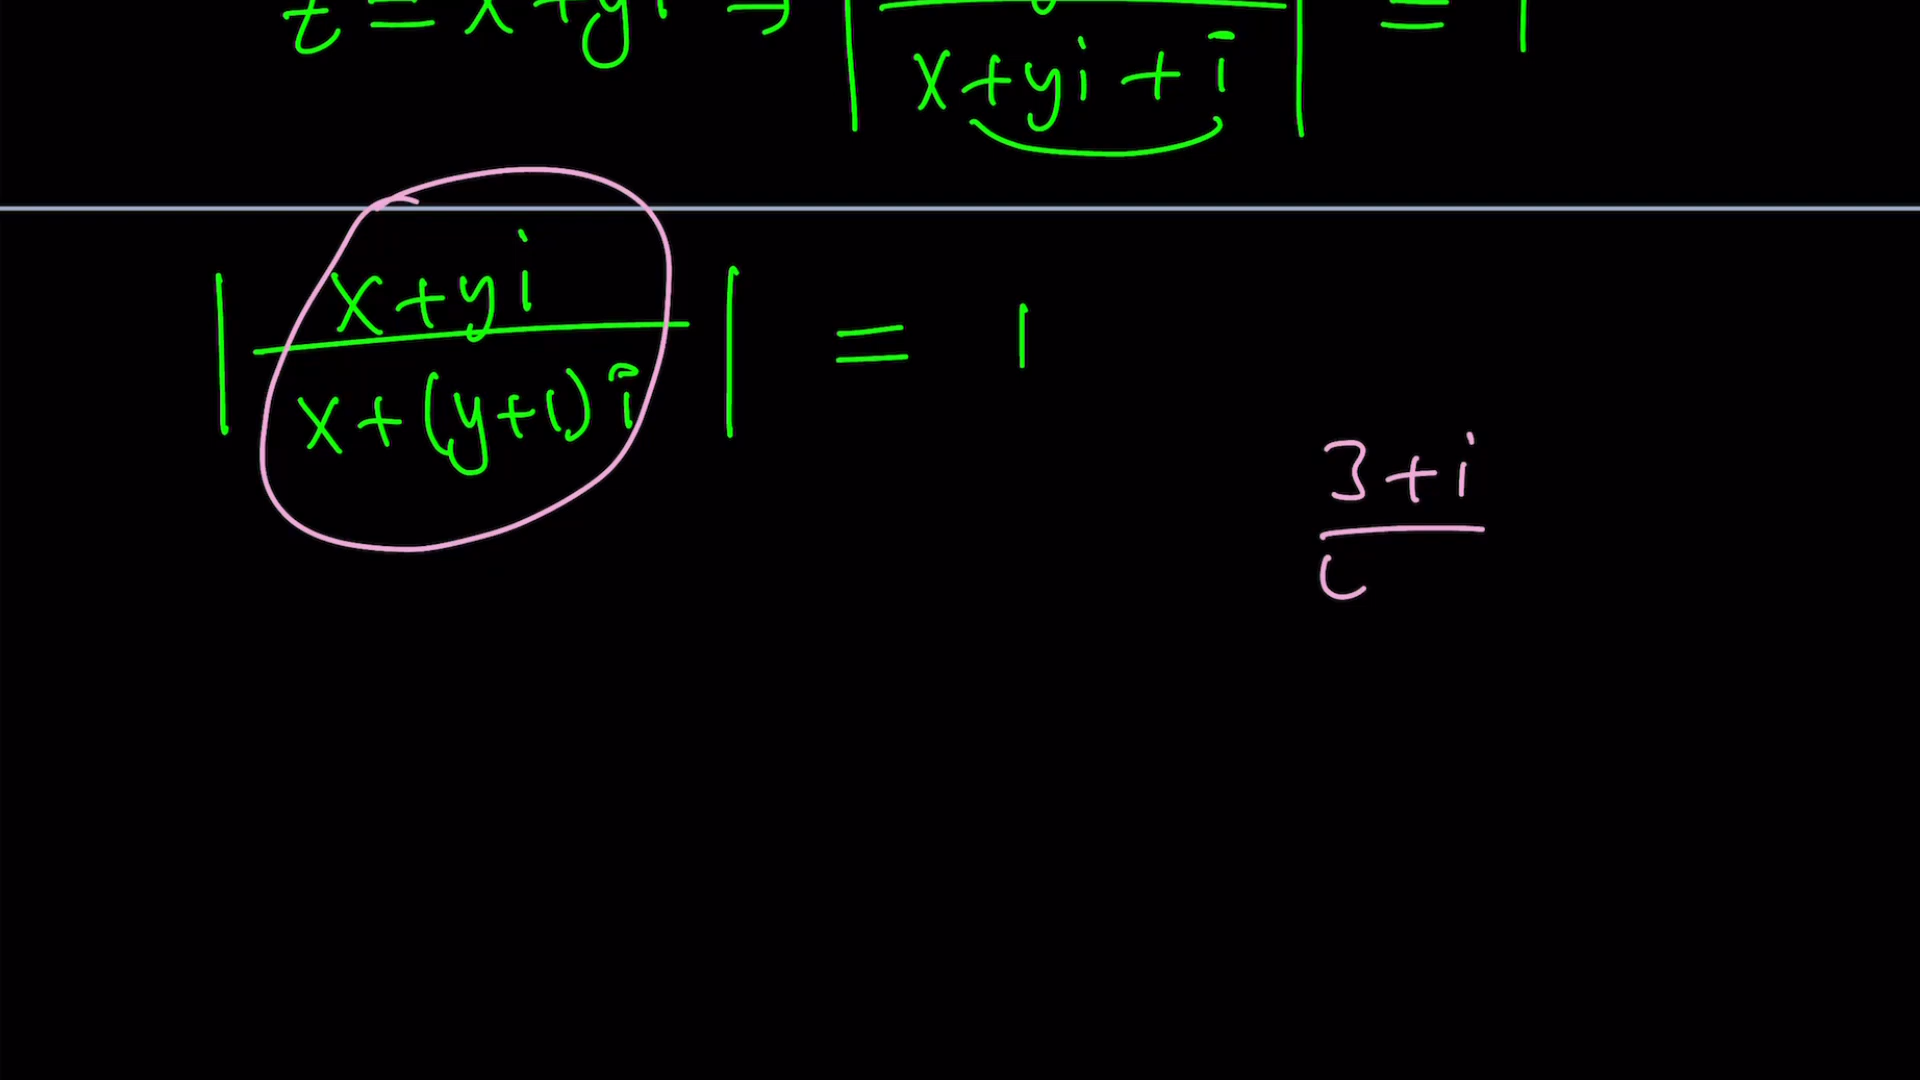 z = x + yi → | / x + yi + i | = 1
| x + yi / x + (y+1) i | = 1
3 + i